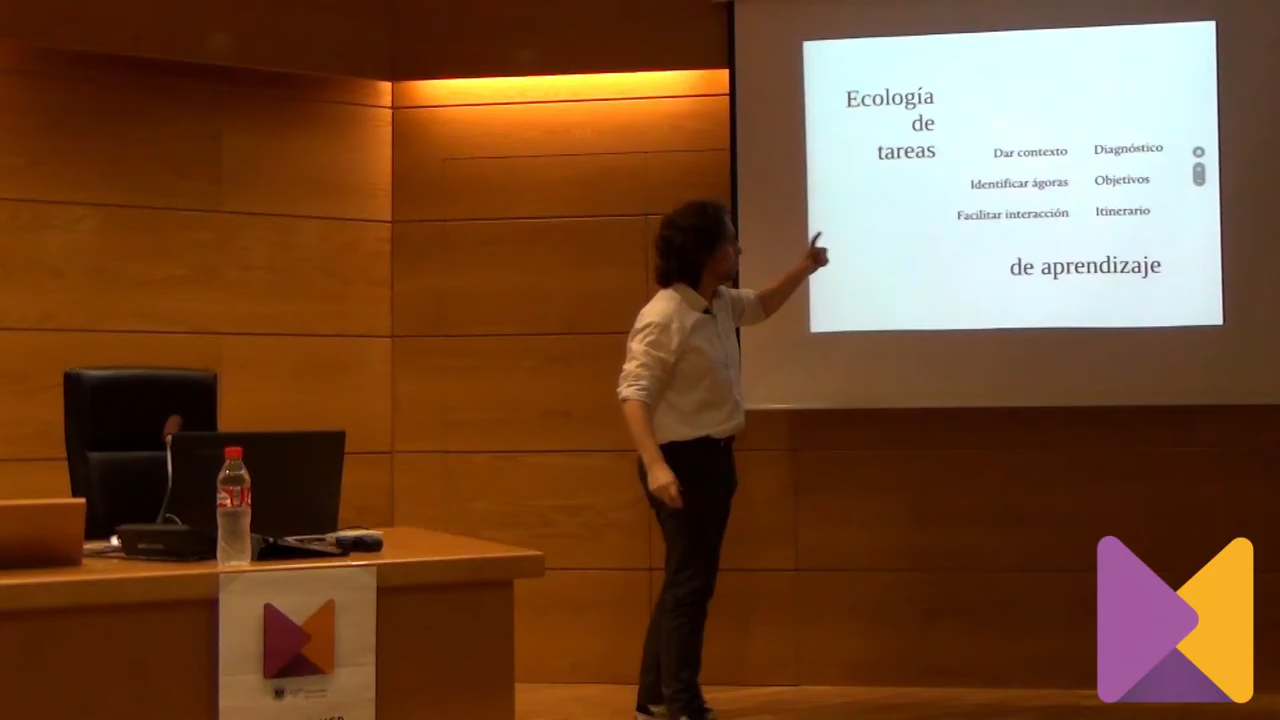 Ecología
de
tareas
Dar contexto Diagnóstico
Identificar ágoras Objetivos
Facilitar interacción Itinerario
de aprendizaje